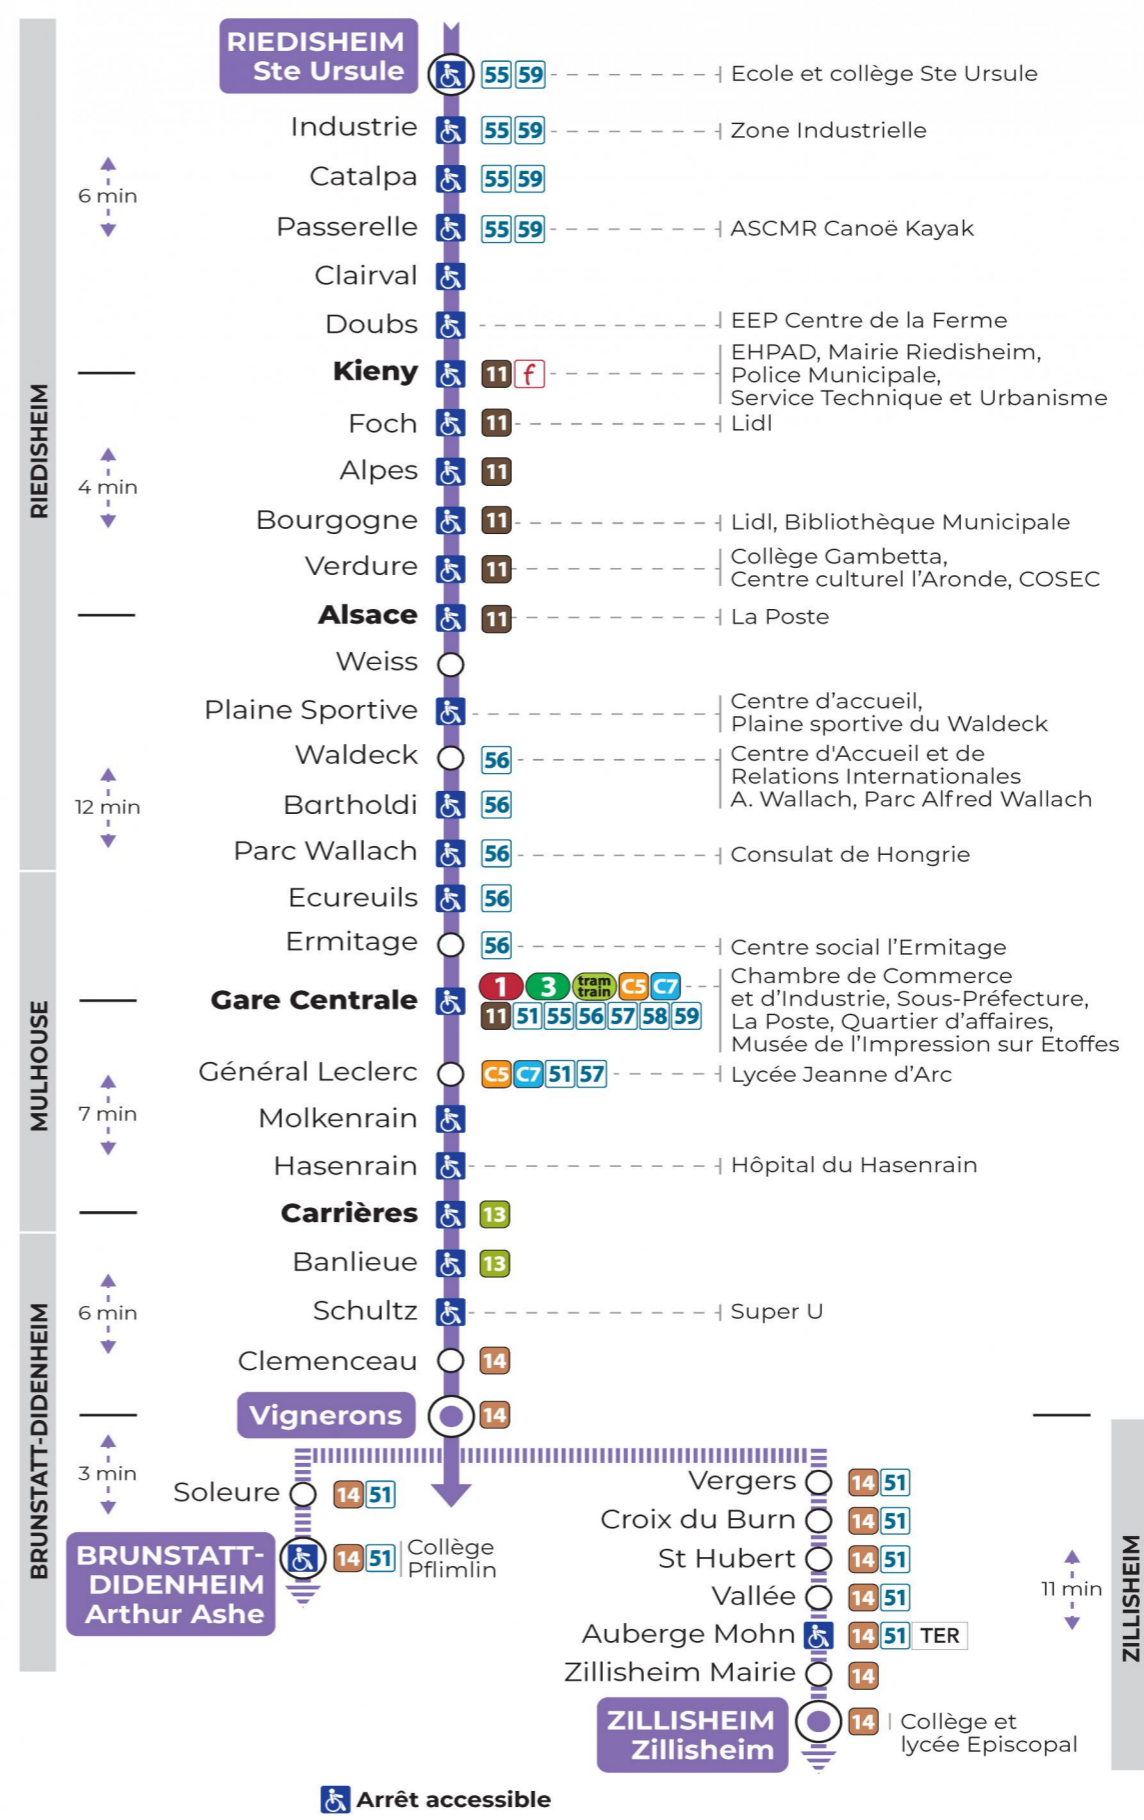 RIEDISHEIM
Ste Ursule
55 59
Ecole et collège Ste Ursule
Industrie
55 59
Zone Industrielle
Catalpa
55 59
6 min
Passerelle
55 59
ASCMR Canoë Kayak
Clairval
Doubs
EEP Centre de la Ferme
Kieny
11 f
EHPAD, Mairie Riedisheim,
Police Municipale,
Service Technique et Urbanisme
Foch
11
Lidl
RIEDISHEIM
Alpes
11
4 min
Bourgogne
11
Lidl, Bibliothèque Municipale
Verdure
11
Collège Gambetta,
Centre culturel l'Aronde, COSEC
Alsace
11
La Poste
Weiss
Plaine Sportive
Centre d'accueil,
Plaine sportive du Waldeck
Waldeck
56
Centre d'Accueil et de
Relations Internationales
A. Wallach, Parc Alfred Wallach
12 min
Bartholdi
56
Parc Wallach
56
Consulat de Hongrie
Ecureuils
56
Ermitage
56
Centre social l'Ermitage
Gare Centrale
1 3 tram train C5 C7
11 51 55 56 57 58 59
Chambre de Commerce
et d'Industrie, Sous-Préfecture,
La Poste, Quartier d'affaires,
Musée de l'Impression sur Etoffes
MULHOUSE
Général Leclerc
C5 C7 51 57
Lycée Jeanne d'Arc
7 min
Molkenrain
Hasenrain
Hôpital du Hasenrain
Carrières
13
Banlieue
13
6 min
Schultz
Super U
Clemenceau
14
BRUNSTATT-DIDENHEIM
Vignerons
14
3 min
Soleure
14 51
BRUNSTATT-
DIDENHEIM
Arthur Ashe
14 51
Collège
Pflimlin
Vergers
14 51
Croix du Burn
14 51
St Hubert
14 51
11 min
Vallée
14 51
Auberge Mohn
14 51 TER
ZILLISHEIM
Zillisheim Mairie
14
ZILLISHEIM
Zillisheim
14
Collège et
lycée Episcopal
Arrêt accessible